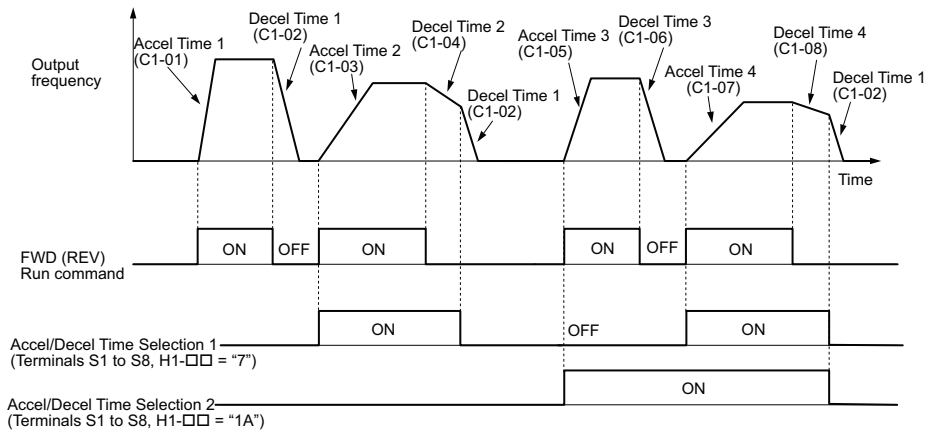 Output
frequency
Accel Time 1
(C1-01)
Decel Time 1
(C1-02)
Accel Time 2
(C1-03)
Decel Time 2
(C1-04)
Decel Time 1
(C1-02)
Accel Time 3
(C1-05)
Decel Time 3
(C1-06)
Accel Time 4
(C1-07)
Decel Time 4
(C1-08)
Decel Time 1
(C1-02)
Time
FWD (REV)
Run command
ON
OFF
ON
ON
OFF
ON
Accel/Decel Time Selection 1
(Terminals S1 to S8, H1-□□ = “7”)
ON
OFF
ON
Accel/Decel Time Selection 2
(Terminals S1 to S8, H1-□□ = “1A”)
ON